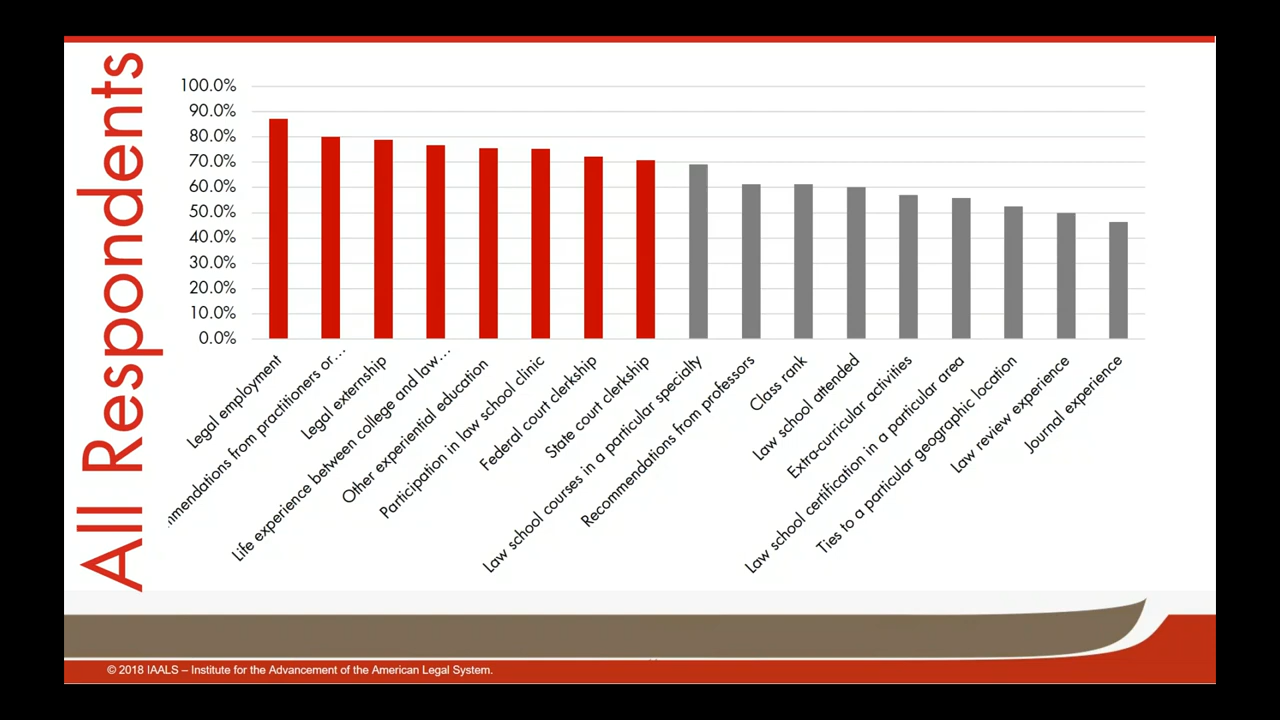 All Respondents
100.0%
90.0%
80.0%
70.0%
60.0%
50.0%
40.0%
30.0%
20.0%
10.0%
0.0%
Legal employment
mmendations from practitioners or…
Legal externship
Life experience between college and law…
Other experiential education
Participation in law school clinic
Federal court clerkship
State court clerkship
Law school courses in a particular specialty
Recommendations from professors
Class rank
Law school attended
Extra-curricular activities
Law school certification in a particular area
Ties to a particular geographic location
Law review experience
Journal experience
© 2018 IAALS – Institute for the Advancement of the American Legal System.